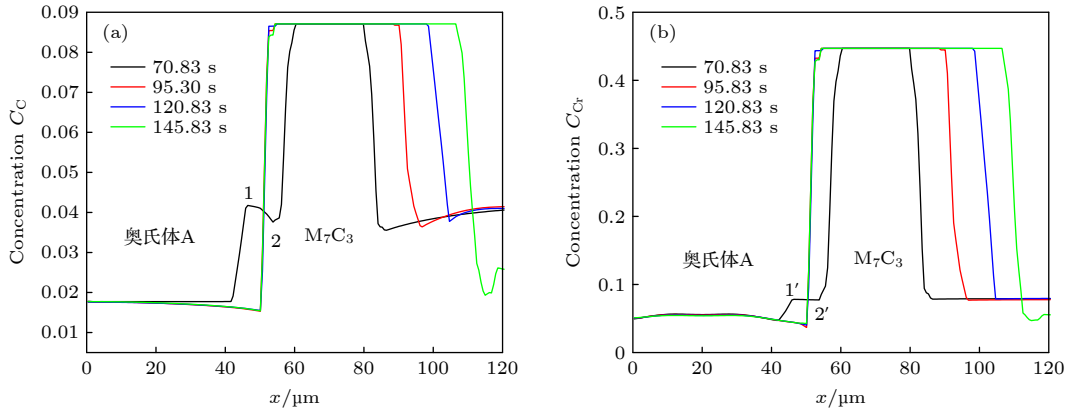 (a)
Concentration C_C
0.09
0.08
0.07
0.06
0.05
0.04
0.03
0.02
0.01
70.83 s
95.30 s
120.83 s
145.83 s
1
2
奥氏体A
M₇C₃
0
20
40
60
80
100
120
x/μm
(b)
Concentration C_Cr
0.5
0.4
0.3
0.2
0.1
0
70.83 s
95.83 s
120.83 s
145.83 s
1′
2′
奥氏体A
M₇C₃
0
20
40
60
80
100
120
x/μm